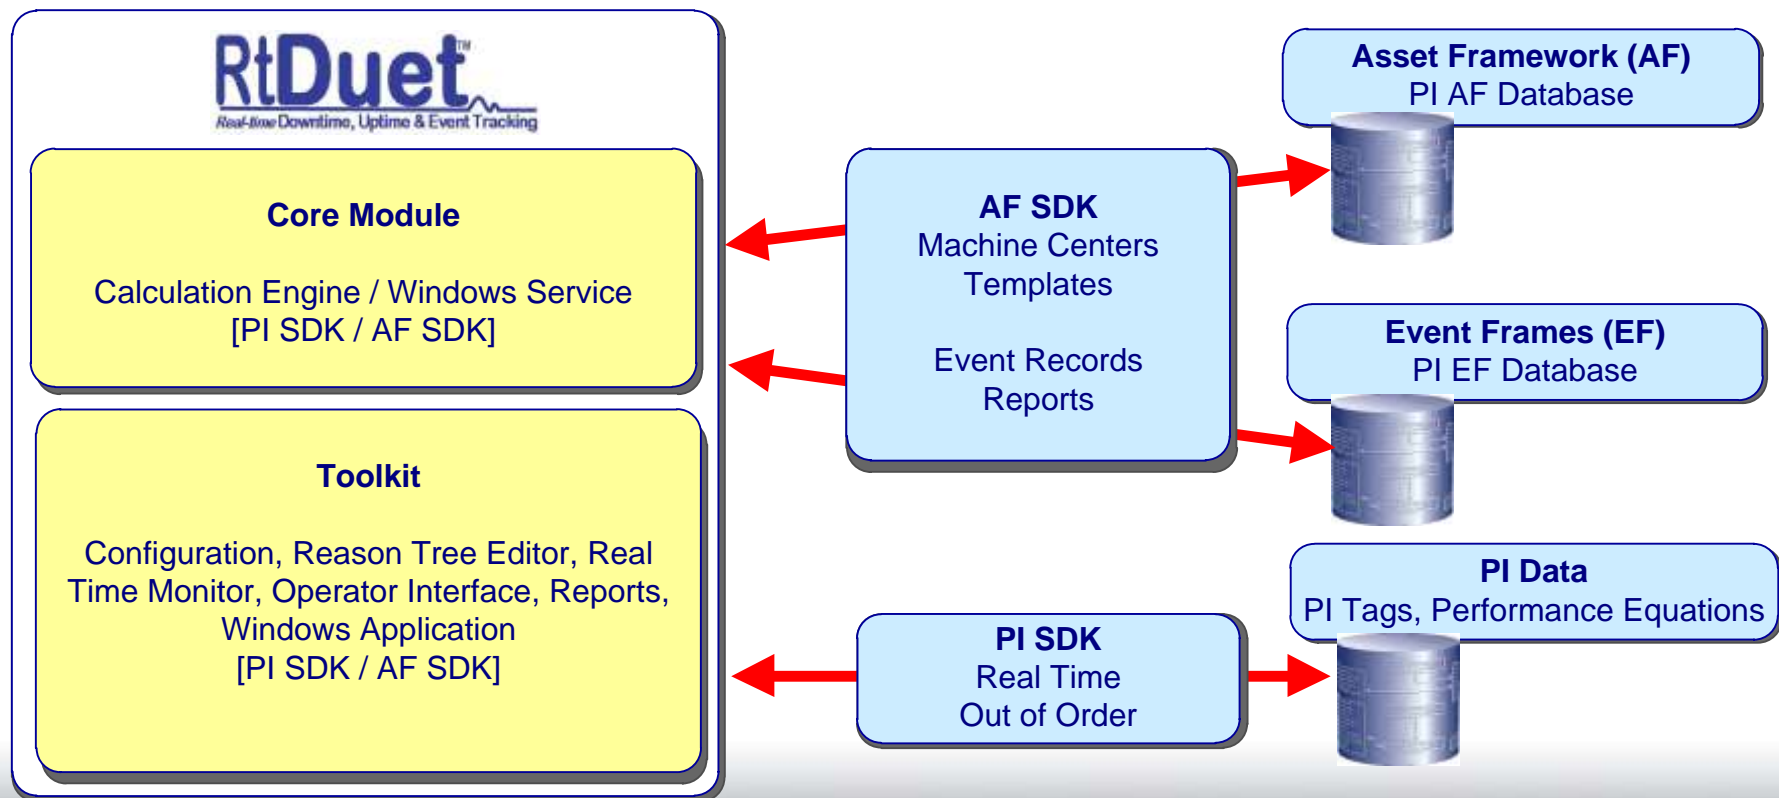 RtDuet™
Real-time Downtime, Uptime & Event Tracking
Core Module
Calculation Engine / Windows Service
[PI SDK / AF SDK]
Toolkit
Configuration, Reason Tree Editor, Real
Time Monitor, Operator Interface, Reports,
Windows Application
[PI SDK / AF SDK]
AF SDK
Machine Centers
Templates
Event Records
Reports
PI SDK
Real Time
Out of Order
Asset Framework (AF)
PI AF Database
Event Frames (EF)
PI EF Database
PI Data
PI Tags, Performance Equations